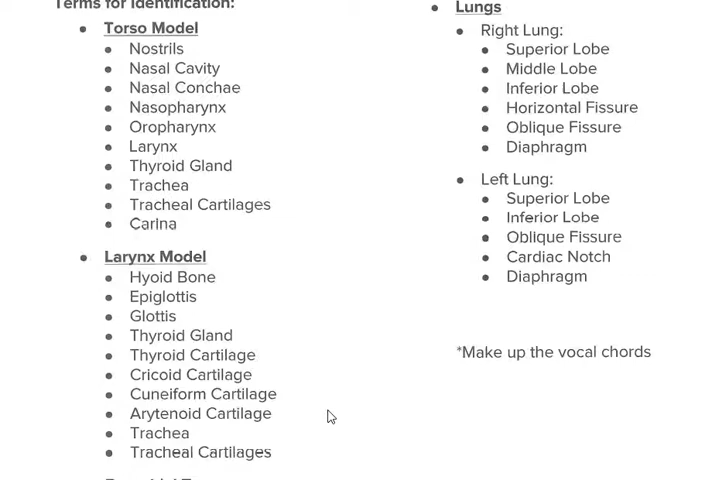 Terms for Identification:
Torso Model
Nostrils
Nasal Cavity
Nasal Conchae
Nasopharynx
Oropharynx
Larynx
Thyroid Gland
Trachea
Tracheal Cartilages
Carina
Larynx Model
Hyoid Bone
Epiglottis
Glottis
Thyroid Gland
Thyroid Cartilage
Cricoid Cartilage
Cuneiform Cartilage
Arytenoid Cartilage
Trachea
Tracheal Cartilages
Lungs
Right Lung:
Superior Lobe
Middle Lobe
Inferior Lobe
Horizontal Fissure
Oblique Fissure
Diaphragm
Left Lung:
Superior Lobe
Inferior Lobe
Oblique Fissure
Cardiac Notch
Diaphragm
*Make up the vocal chords